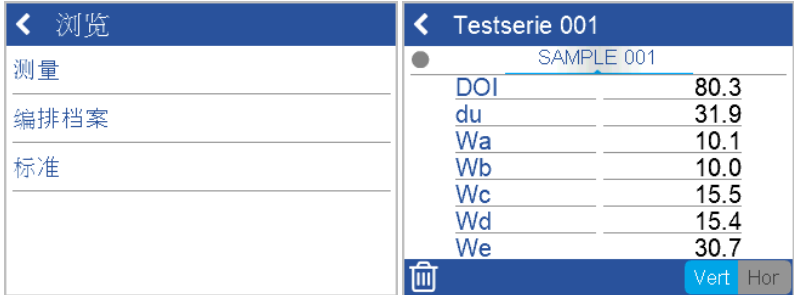 浏览
测量
编排档案
标准
Testserie 001
SAMPLE 001
DOI 80.3
du 31.9
Wa 10.1
Wb 10.0
Wc 15.5
Wd 15.4
We 30.7
Vert Hor